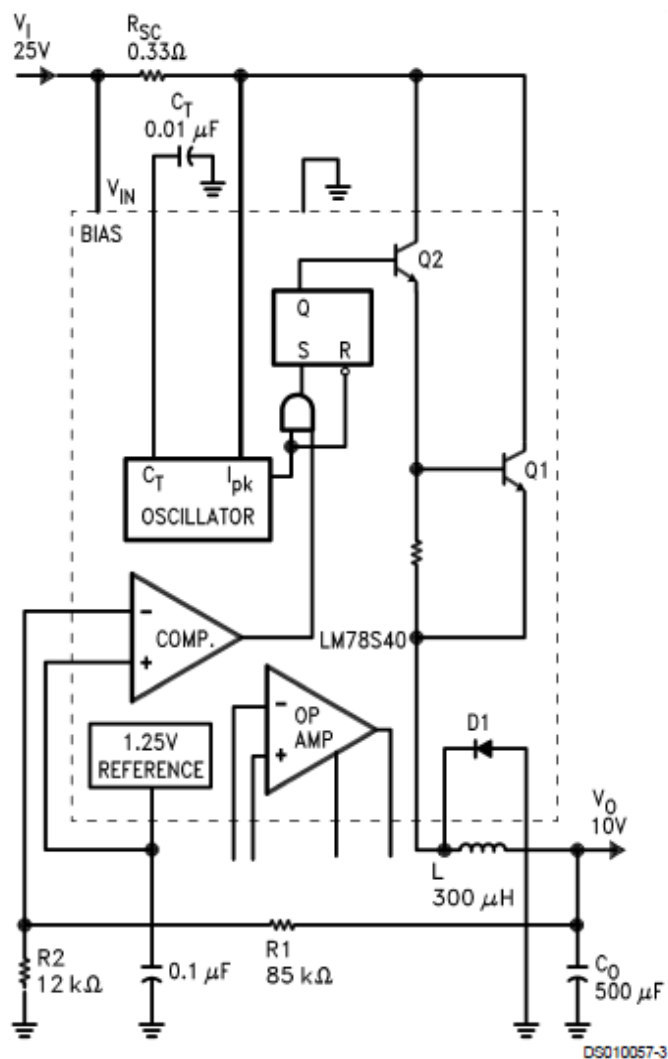 V_I
25V
R_SC
0.33Ω
C_T
0.01 μF
V_IN
BIAS
Q2
Q
S R
Q1
C_T I_pk
OSCILLATOR
−
COMP.
+
LM78S40
−
OP
AMP
+
1.25V
REFERENCE
D1
V_O
10V
L
300 μH
R2
12 kΩ
0.1 μF
R1
85 kΩ
C_O
500 μF
DS010057-3